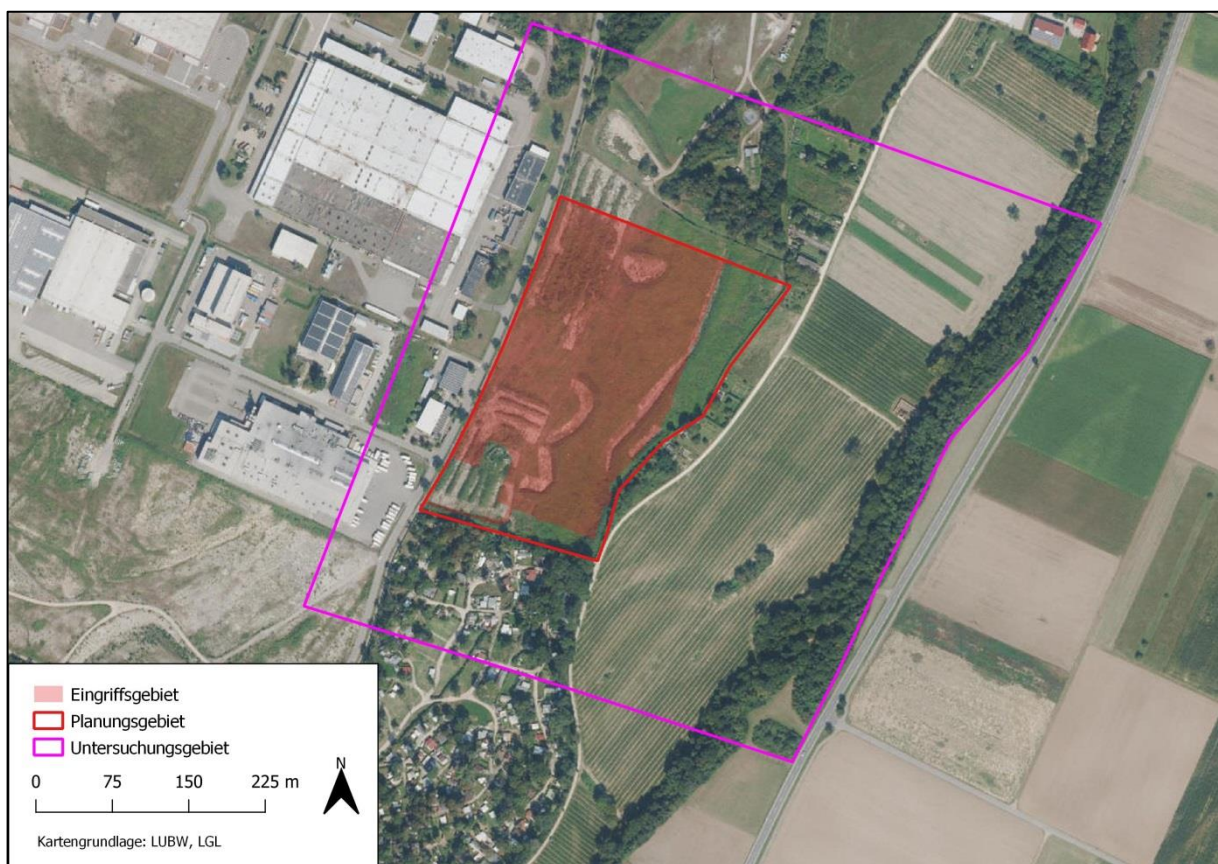 Eingriffsgebiet
Planungsgebiet
Untersuchungsgebiet
0 75 150 225 m
N
Kartengrundlage: LUBW, LGL